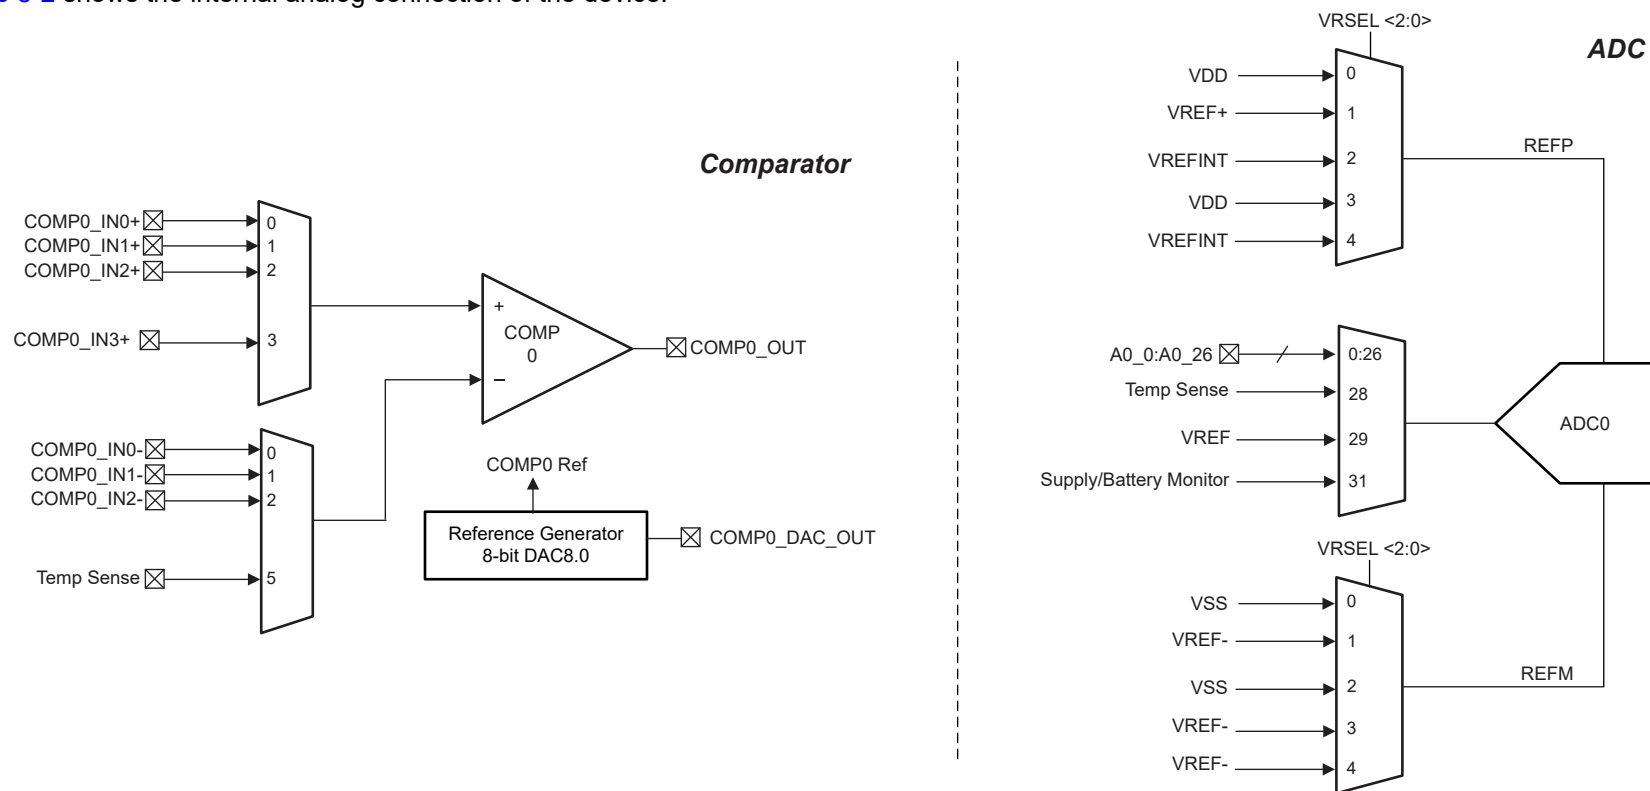 shows the internal analog connection of the device.
Comparator
COMP0_IN0+
0
COMP0_IN1+
1
COMP0_IN2+
2
COMP0_IN3+
3
+
COMP
0
−
COMP0_OUT
COMP0_IN0-
0
COMP0_IN1-
1
COMP0_IN2-
2
Temp Sense
5
COMP0 Ref
Reference Generator
8-bit DAC8.0
COMP0_DAC_OUT
ADC
VRSEL <2:0>
VDD
0
VREF+
1
VREFINT
2
VDD
3
VREFINT
4
REFP
A0_0:A0_26
0:26
Temp Sense
28
VREF
29
Supply/Battery Monitor
31
ADC0
VRSEL <2:0>
VSS
0
VREF-
1
VSS
2
VREF-
3
VREF-
4
REFM